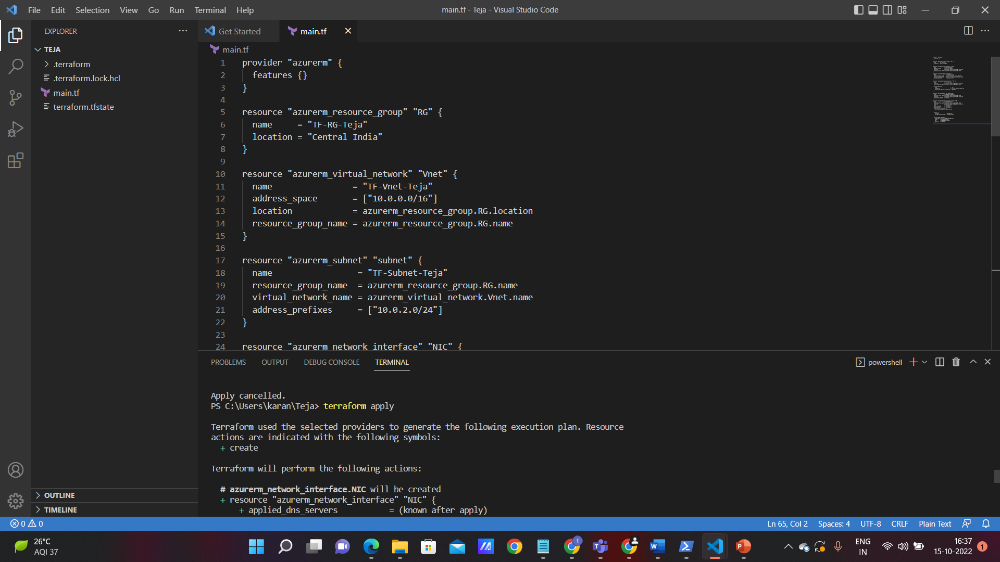 File Edit Selection View Go Run Terminal Help
main.tf - Teja - Visual Studio Code
EXPLORER
TEJA
.terraform
.terraform.lock.hcl
main.tf
terraform.tfstate
OUTLINE
TIMELINE
Get Started
main.tf
main.tf
1 provider "azurerm" {
2 features {}
3 }
4
5 resource "azurerm_resource_group" "RG" {
6 name     = "TF-RG-Teja"
7 location = "Central India"
8 }
9
10 resource "azurerm_virtual_network" "Vnet" {
11 name                = "TF-Vnet-Teja"
12 address_space       = ["10.0.0.0/16"]
13 location            = azurerm_resource_group.RG.location
14 resource_group_name = azurerm_resource_group.RG.name
15 }
16
17 resource "azurerm_subnet" "subnet" {
18 name                 = "TF-Subnet-Teja"
19 resource_group_name  = azurerm_resource_group.RG.name
20 virtual_network_name = azurerm_virtual_network.Vnet.name
21 address_prefixes     = ["10.0.2.0/24"]
22 }
23
24 resource "azurerm_network_interface" "NIC" {
PROBLEMS OUTPUT DEBUG CONSOLE TERMINAL
powershell
Apply cancelled.
PS C:\Users\karan\Teja> terraform apply
Terraform used the selected providers to generate the following execution plan. Resource
actions are indicated with the following symbols:
+ create
Terraform will perform the following actions:
# azurerm_network_interface.NIC will be created
+ resource "azurerm_network_interface" "NIC" {
+ applied_dns_servers           = (known after apply)
0 0
Ln 65, Col 2 Spaces: 4 UTF-8 CRLF Plain Text
26°C
AQI 37
t
T
W
P
ENG
IN
16:37
15-10-2022
1